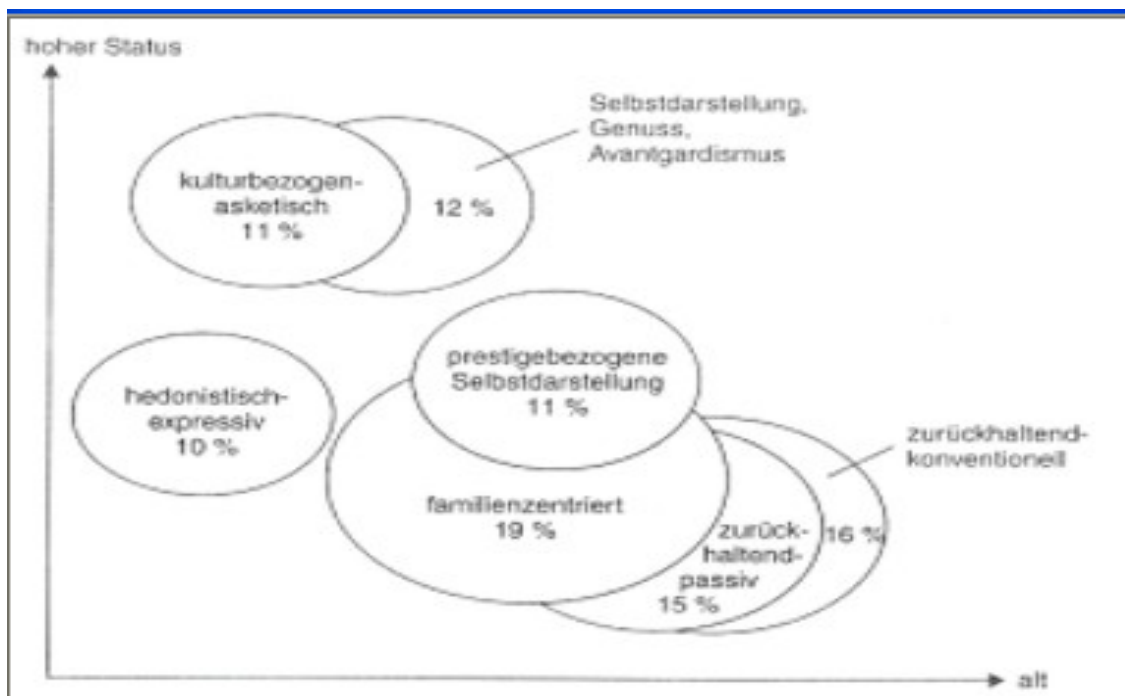 hoher Status
Selbstdarstellung,
Genuss,
Avantgardismus
kulturbezogen-
asketisch
11 %
12 %
prestigebezogene
Selbstdarstellung
11 %
hedonistisch-
expressiv
10 %
zurückhaltend-
konventionell
familienzentriert
19 %
zurück-
haltend-
passiv
15 %
16 %
alt